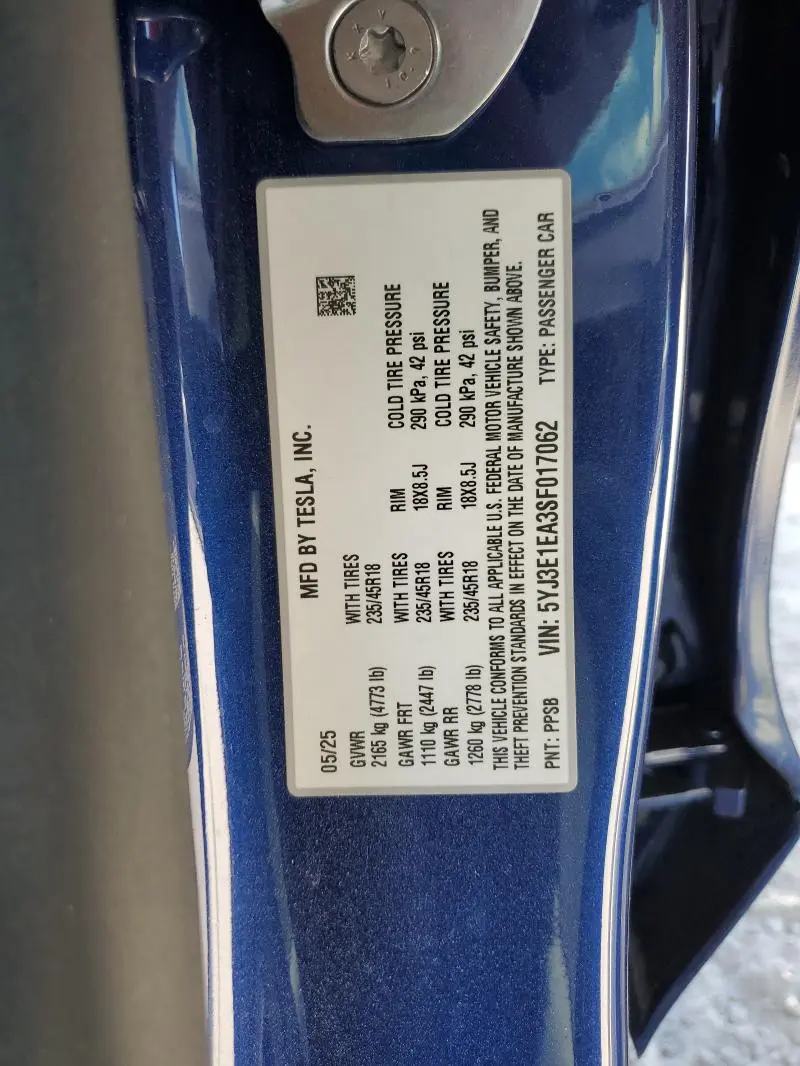 MFD BY TESLA, INC.
05/25
GVWR WITH TIRES
2165 kg (4773 lb) 235/45R18
GAWR FRT WITH TIRES RIM COLD TIRE PRESSURE
1110 kg (2447 lb) 235/45R18 18X8.5J 290 kPa, 42 psi
GAWR RR WITH TIRES RIM COLD TIRE PRESSURE
1260 kg (2778 lb) 235/45R18 18X8.5J 290 kPa, 42 psi
THIS VEHICLE CONFORMS TO ALL APPLICABLE U.S. FEDERAL MOTOR VEHICLE SAFETY, BUMPER, AND
THEFT PREVENTION STANDARDS IN EFFECT ON THE DATE OF MANUFACTURE SHOWN ABOVE.
PNT: PPSB VIN: 5YJ3E1EA3SF017062 TYPE: PASSENGER CAR